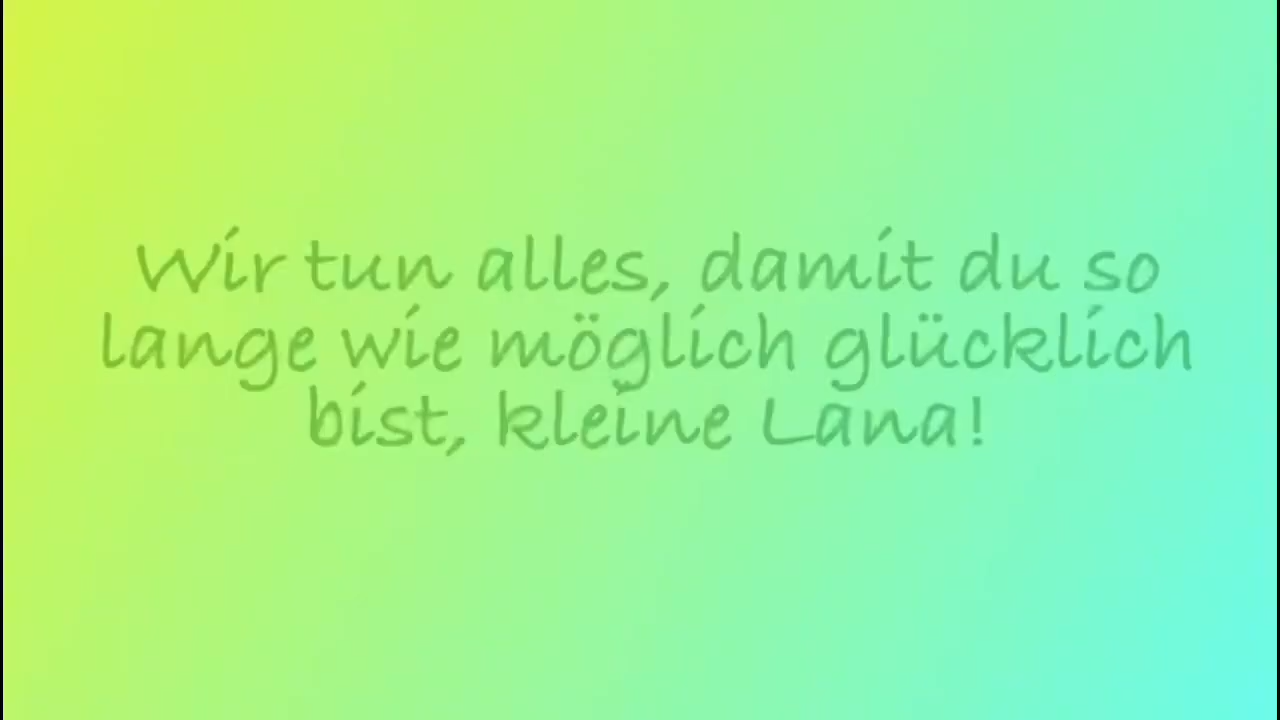 Wir tun alles, damit du so
lange wie möglich glücklich
bist, kleine Lana!